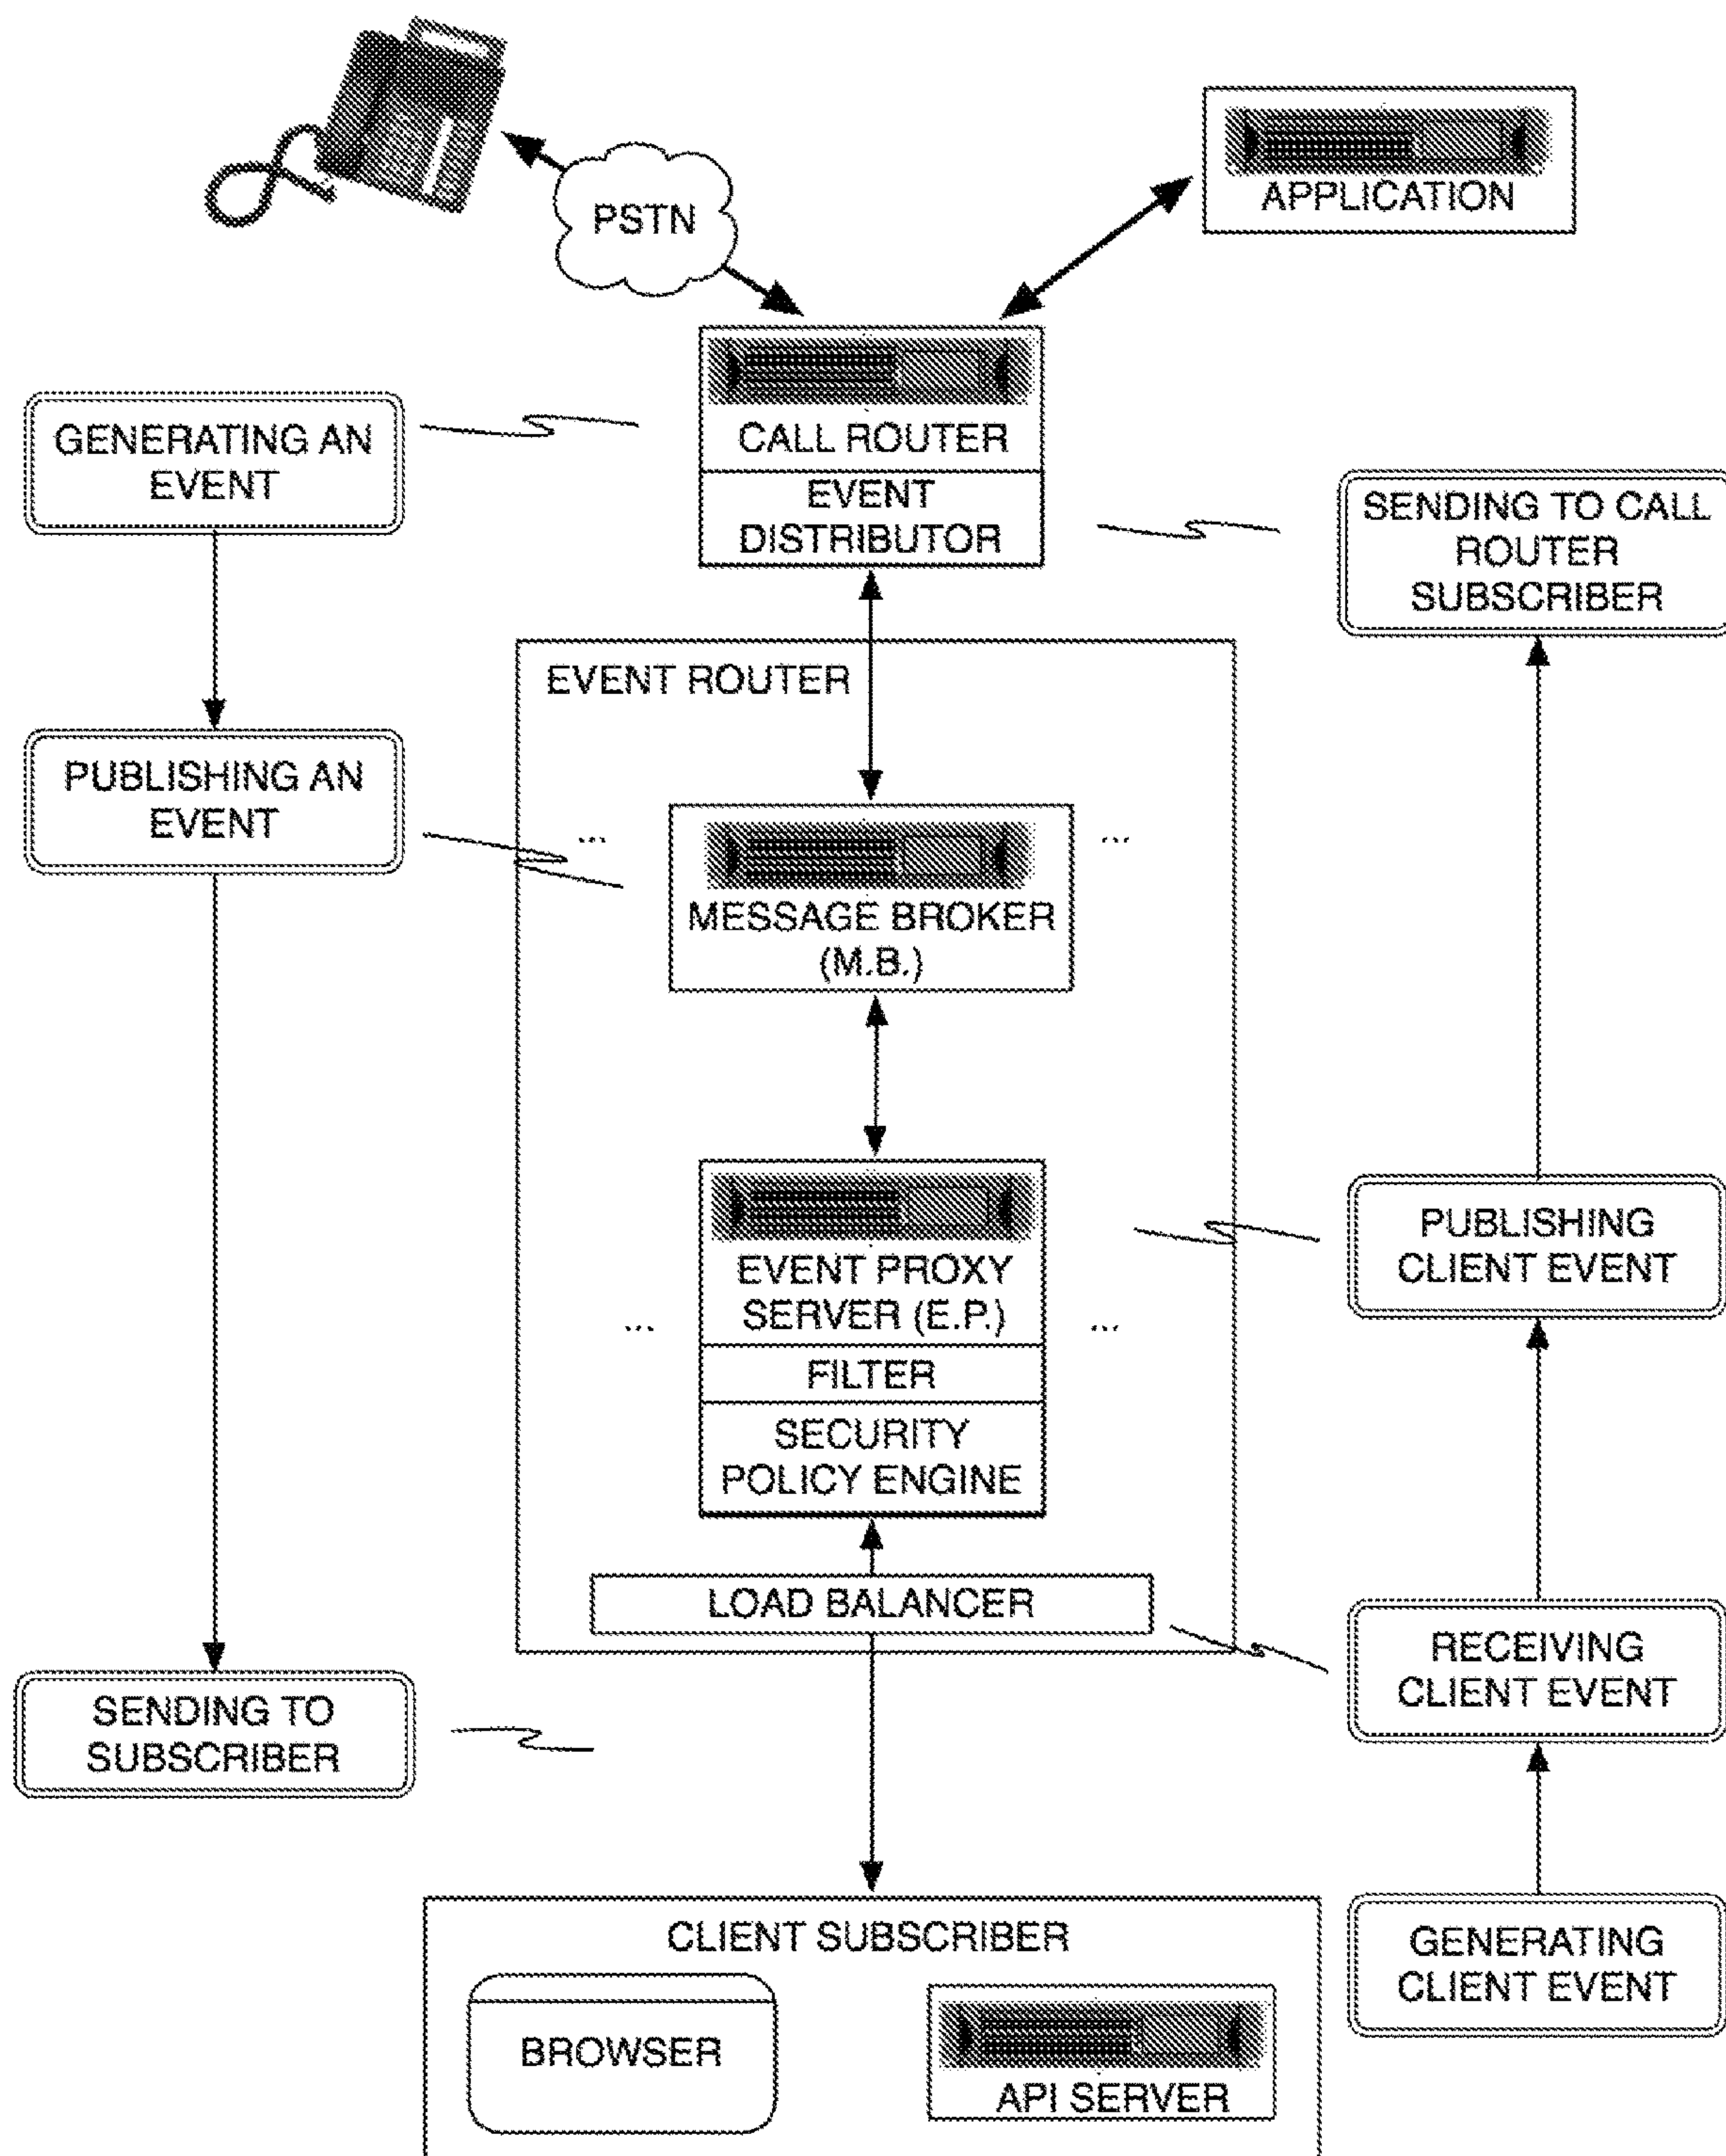 PSTN
APPLICATION
CALL ROUTER
EVENT
DISTRIBUTOR
GENERATING AN
EVENT
SENDING TO CALL
ROUTER
SUBSCRIBER
EVENT ROUTER
PUBLISHING AN
EVENT
...
...
MESSAGE BROKER
(M.B.)
EVENT PROXY
SERVER (E.P.)
...
...
FILTER
SECURITY
POLICY ENGINE
PUBLISHING
CLIENT EVENT
LOAD BALANCER
RECEIVING
CLIENT EVENT
SENDING TO
SUBSCRIBER
CLIENT SUBSCRIBER
BROWSER
API SERVER
GENERATING
CLIENT EVENT